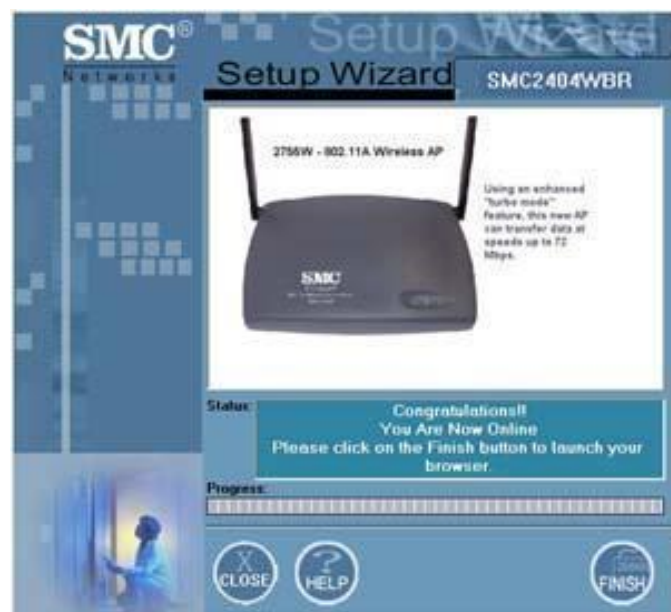 SMC®
Networks
Setup Wizard
Setup Wizard
SMC2404WBR
2755W - 802.11A Wireless AP
Using an enhanced
"turbo mode"
feature, this new AP
can transfer data at
speeds up to 72
Mbps.
SMC
Status:
Congratulations!!
You Are Now Online
Please click on the Finish button to launch your
browser.
Progress:
CLOSE
HELP
FINISH